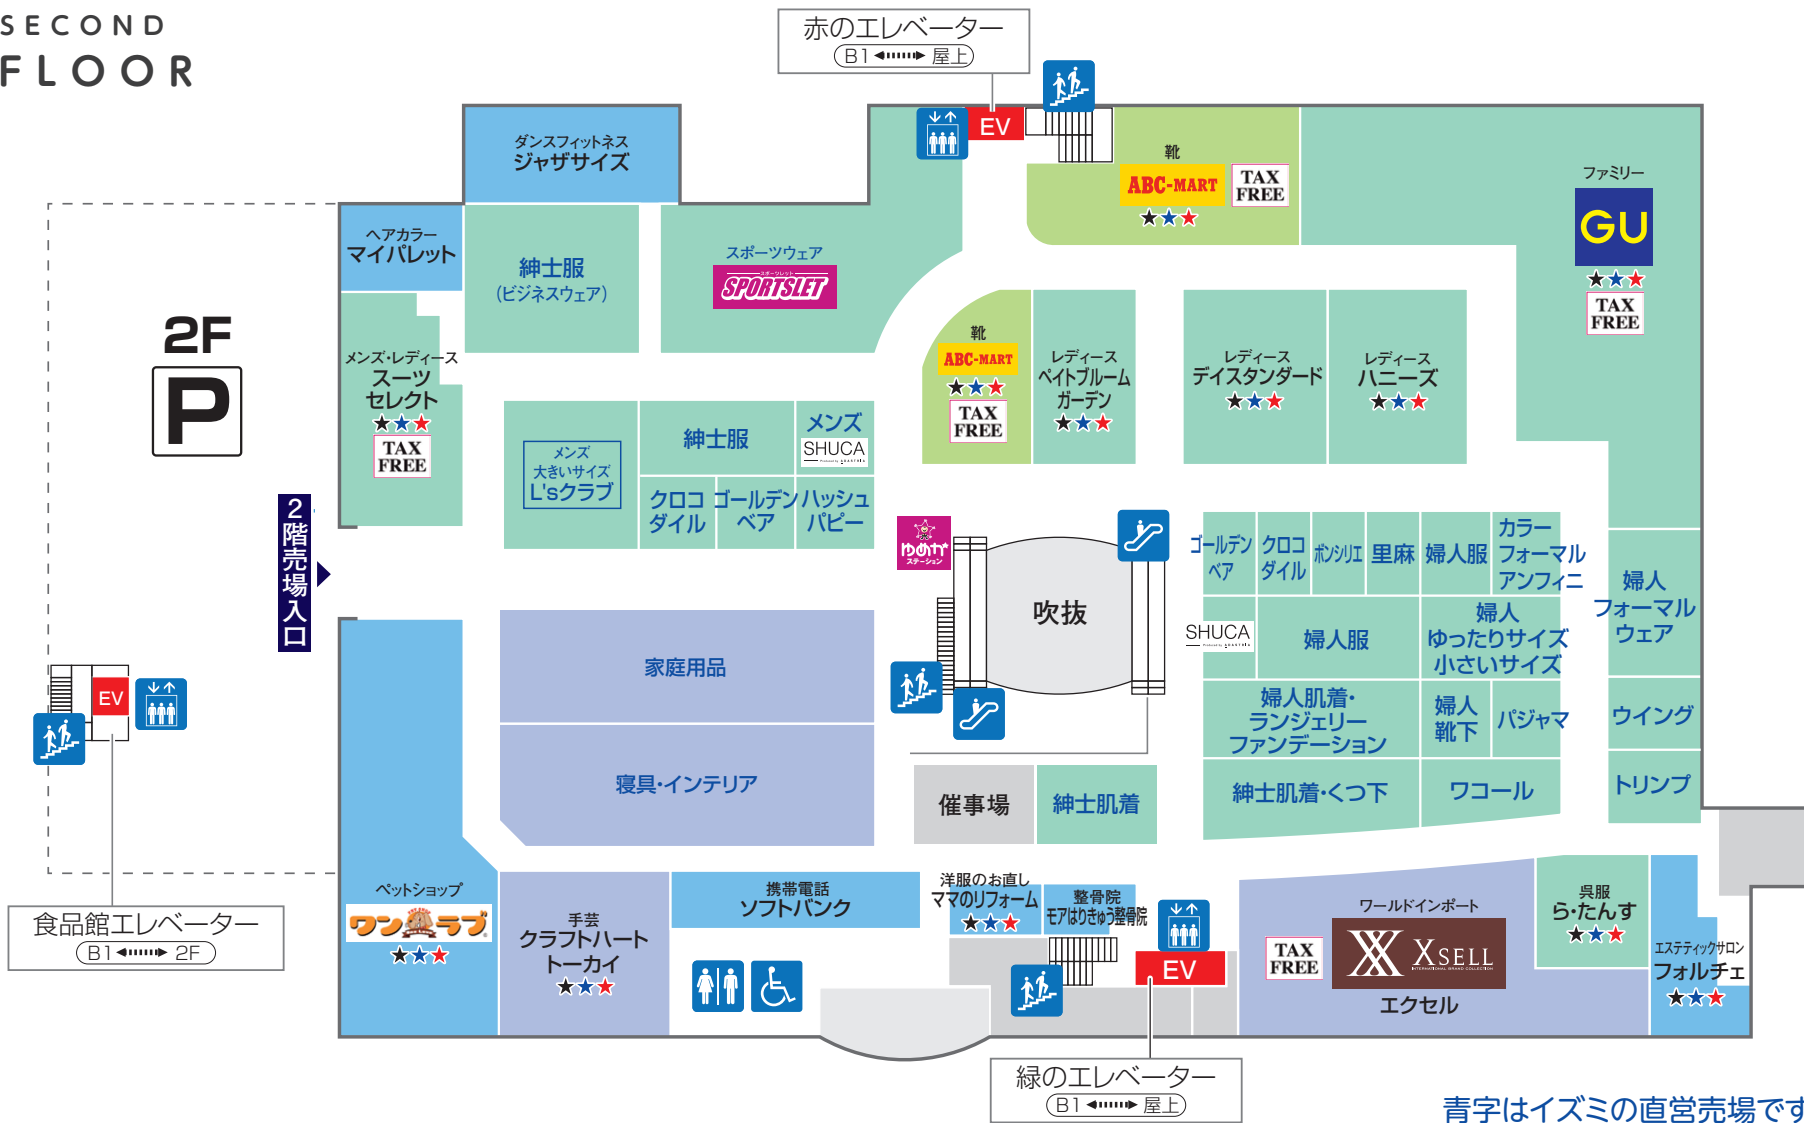 SECOND
FLOOR
赤のエレベーター
B1 屋上
EV
ダンスフィットネス
ジャザサイズ
ヘアカラー
マイパレット
紳士服
(ビジネスウェア)
スポーツウェア
スポーツレット
SPORTSLET
靴
ABC-MART
TAX
FREE
ファミリー
GU
TAX
FREE
2F
P
メンズ・レディース
スーツ
セレクト
TAX
FREE
靴
ABC-MART
TAX
FREE
レディース
ペイトブルーム
ガーデン
レディース
デイスタンダード
レディース
ハニーズ
メンズ
大きいサイズ
L'sクラブ
紳士服
メンズ
SHUCA
クロコ
ダイル
ゴールデン
ベア
ハッシュ
パピー
2階売場入口
ゆめか
ステーション
吹抜
ゴールデン
ベア
クロコ
ダイル
ボンシリエ
里麻
婦人服
カラー
フォーマル
アンフィニ
婦人
フォーマル
ウェア
SHUCA
婦人服
婦人
ゆったりサイズ
小さいサイズ
家庭用品
婦人肌着・
ランジェリー
ファンデーション
婦人
靴下
パジャマ
ウイング
EV
寝具・インテリア
催事場
紳士肌着
紳士肌着・くつ下
ワコール
トリンプ
食品館エレベーター
B1 2F
ペットショップ
ワンラブ
手芸
クラフトハート
トーカイ
携帯電話
ソフトバンク
洋服のお直し
ママのリフォーム
整骨院
モアはりきゅう整骨院
EV
ワールドインポート
TAX
FREE
XSELL
INTERNATIONAL BRAND COLLECTION
エクセル
呉服
ら・たんす
エステティックサロン
フォルチェ
緑のエレベーター
B1 屋上
青字はイズミの直営売場です